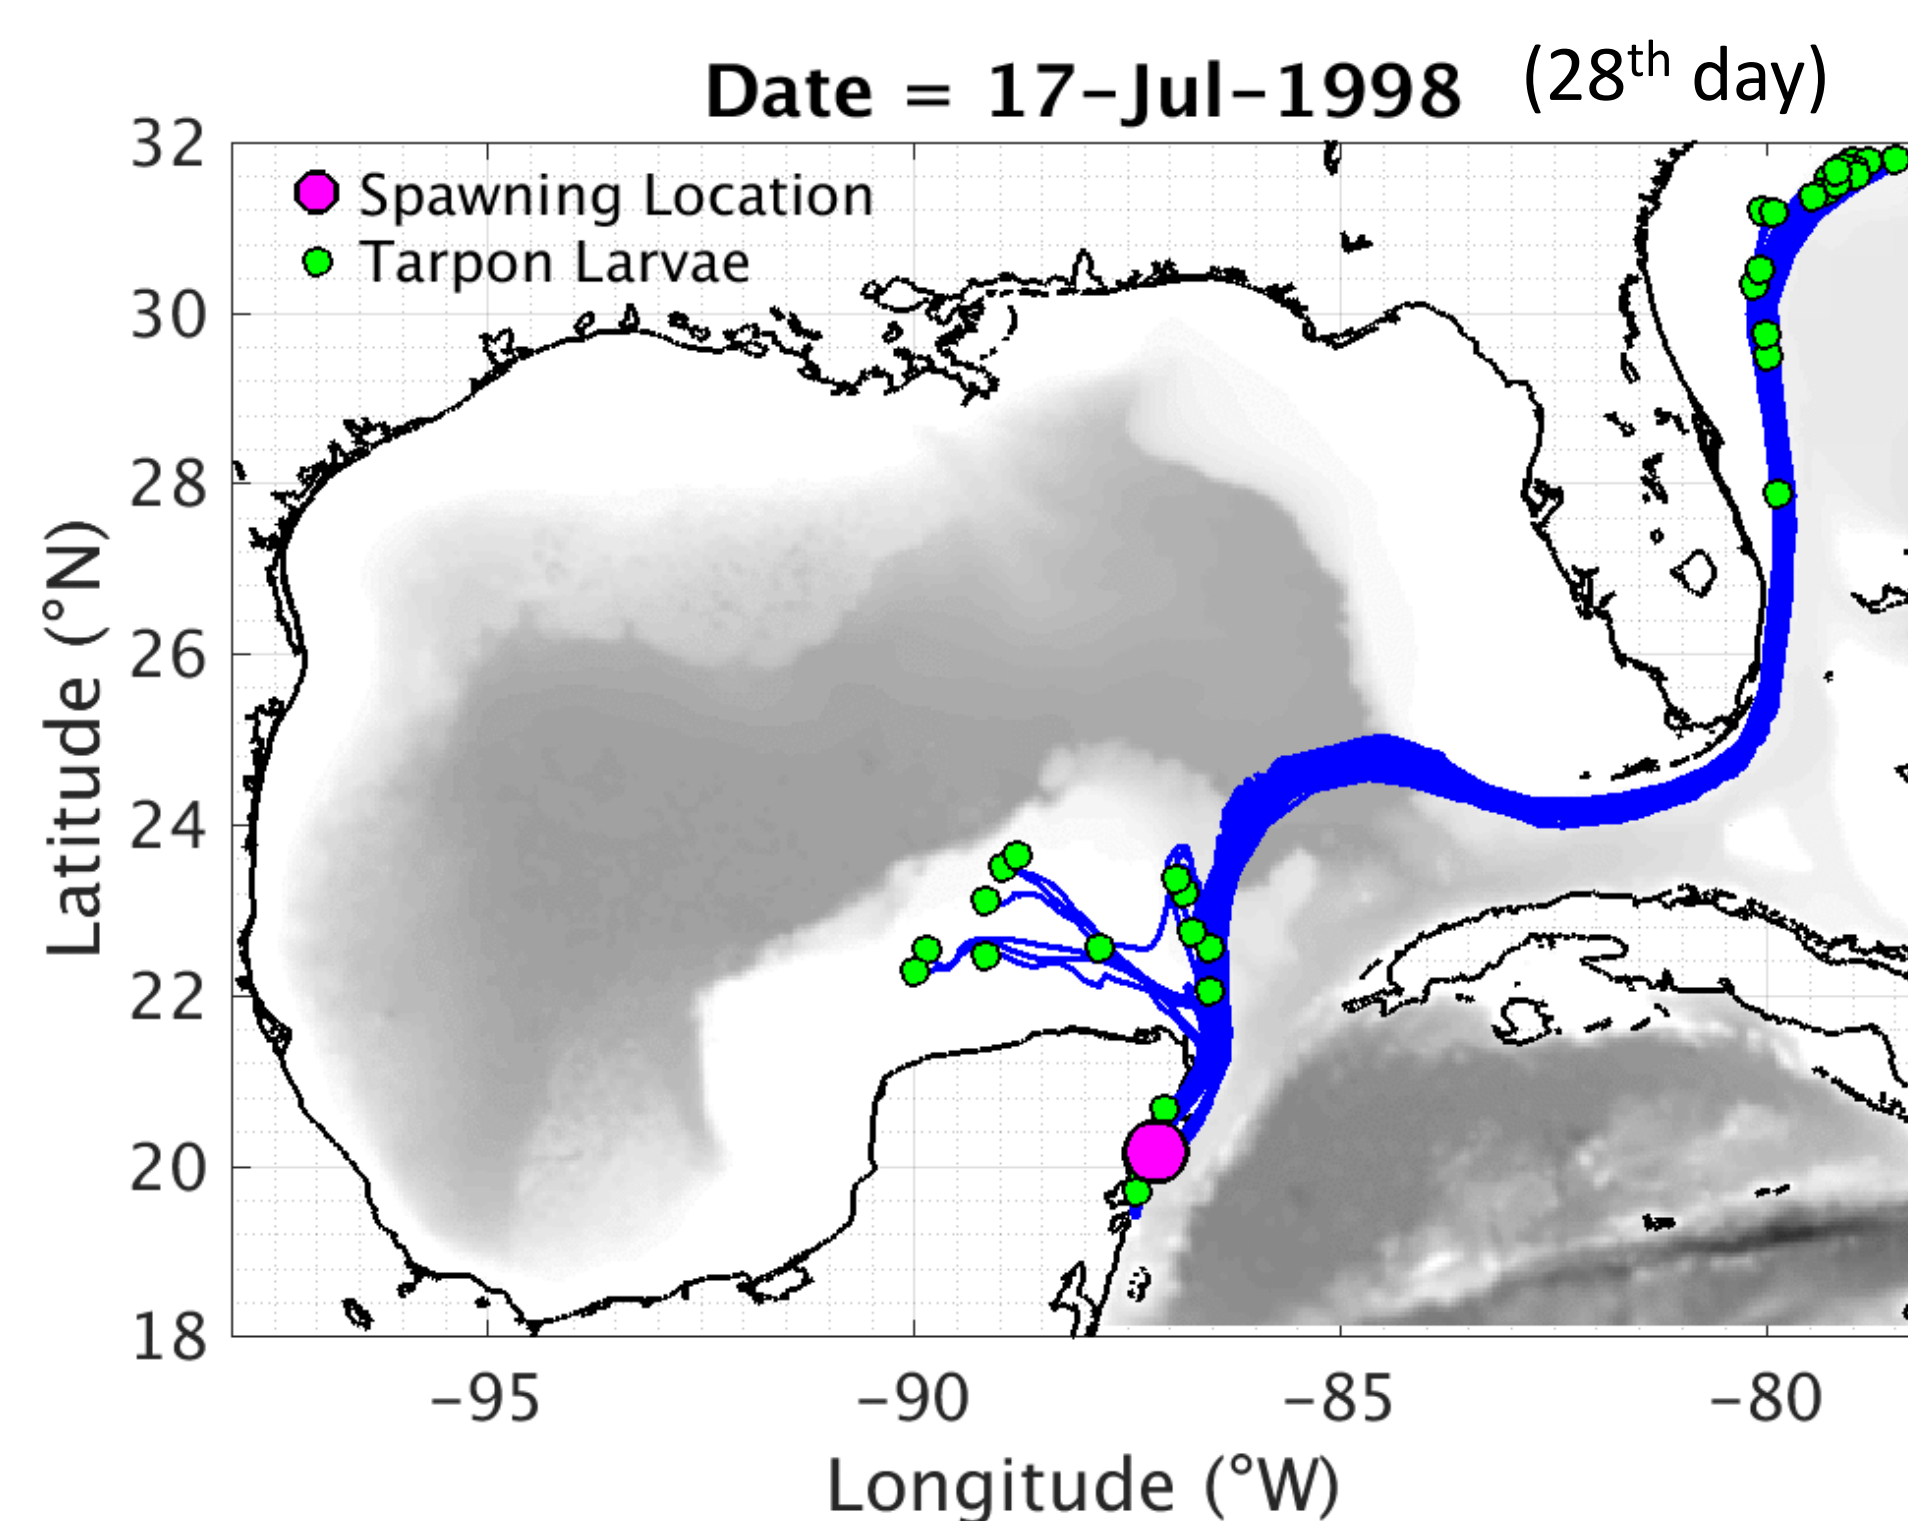 Date = 17-Jul-1998 (28th day)
Spawning Location
Tarpon Larvae
32
30
28
26
24
22
20
18
Latitude (°N)
-95 -90 -85 -80
Longitude (°W)